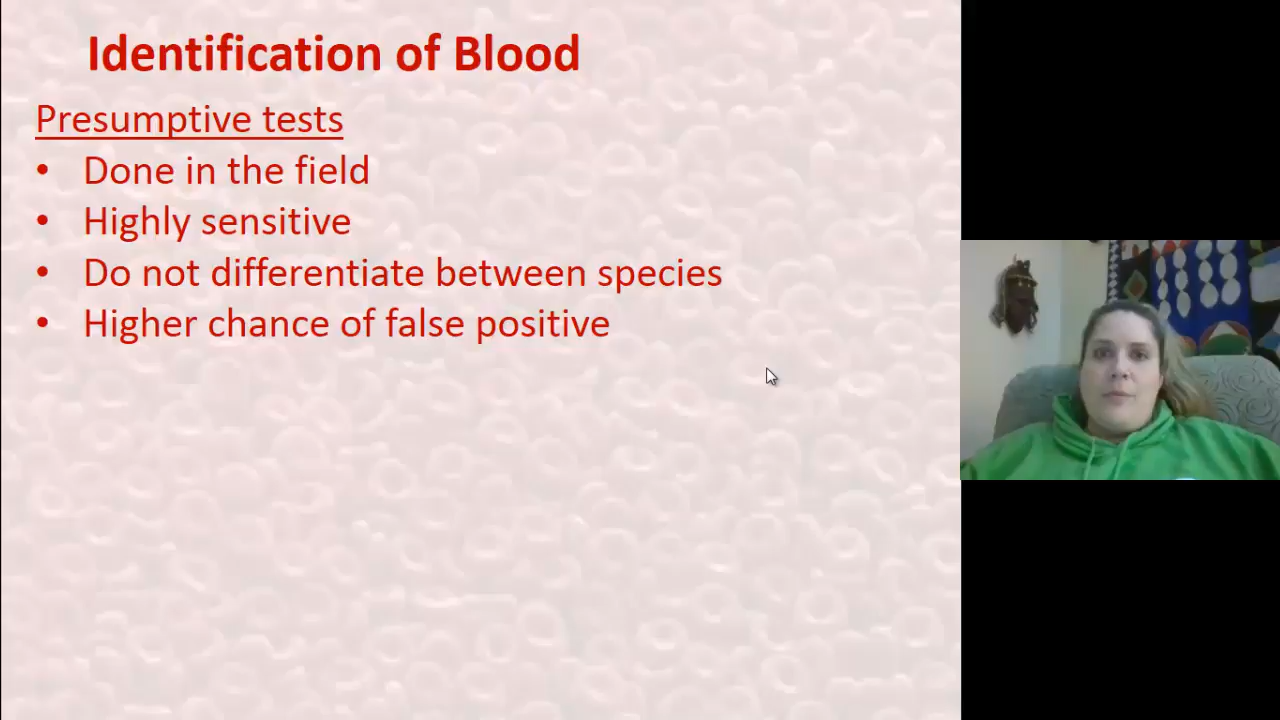 Identification of Blood
Presumptive tests
• Done in the field
• Highly sensitive
• Do not differentiate between species
• Higher chance of false positive